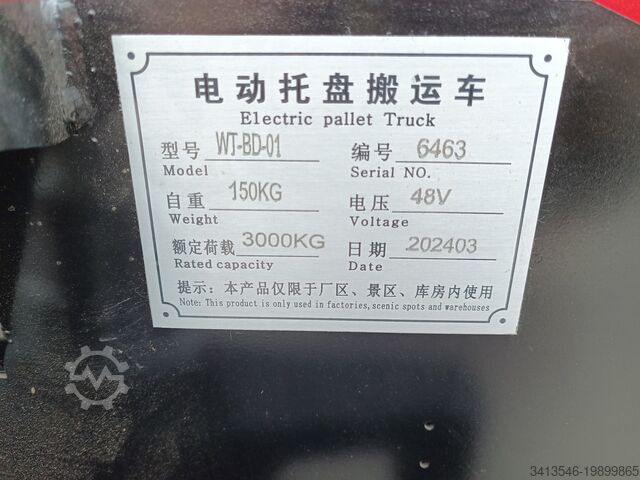 电动托盘搬运车
Electric pallet Truck
型号 WT-BD-01 编号 6463
Model Serial NO.
自重 150KG 电压 48V
Weight Voltage
额定荷载 3000KG 日期 202403
Rated capacity Date
提示：本产品仅限于厂区、景区、库房内使用
Note: This product is only used in factories, scenic spots and warehouses
3413546-19899865